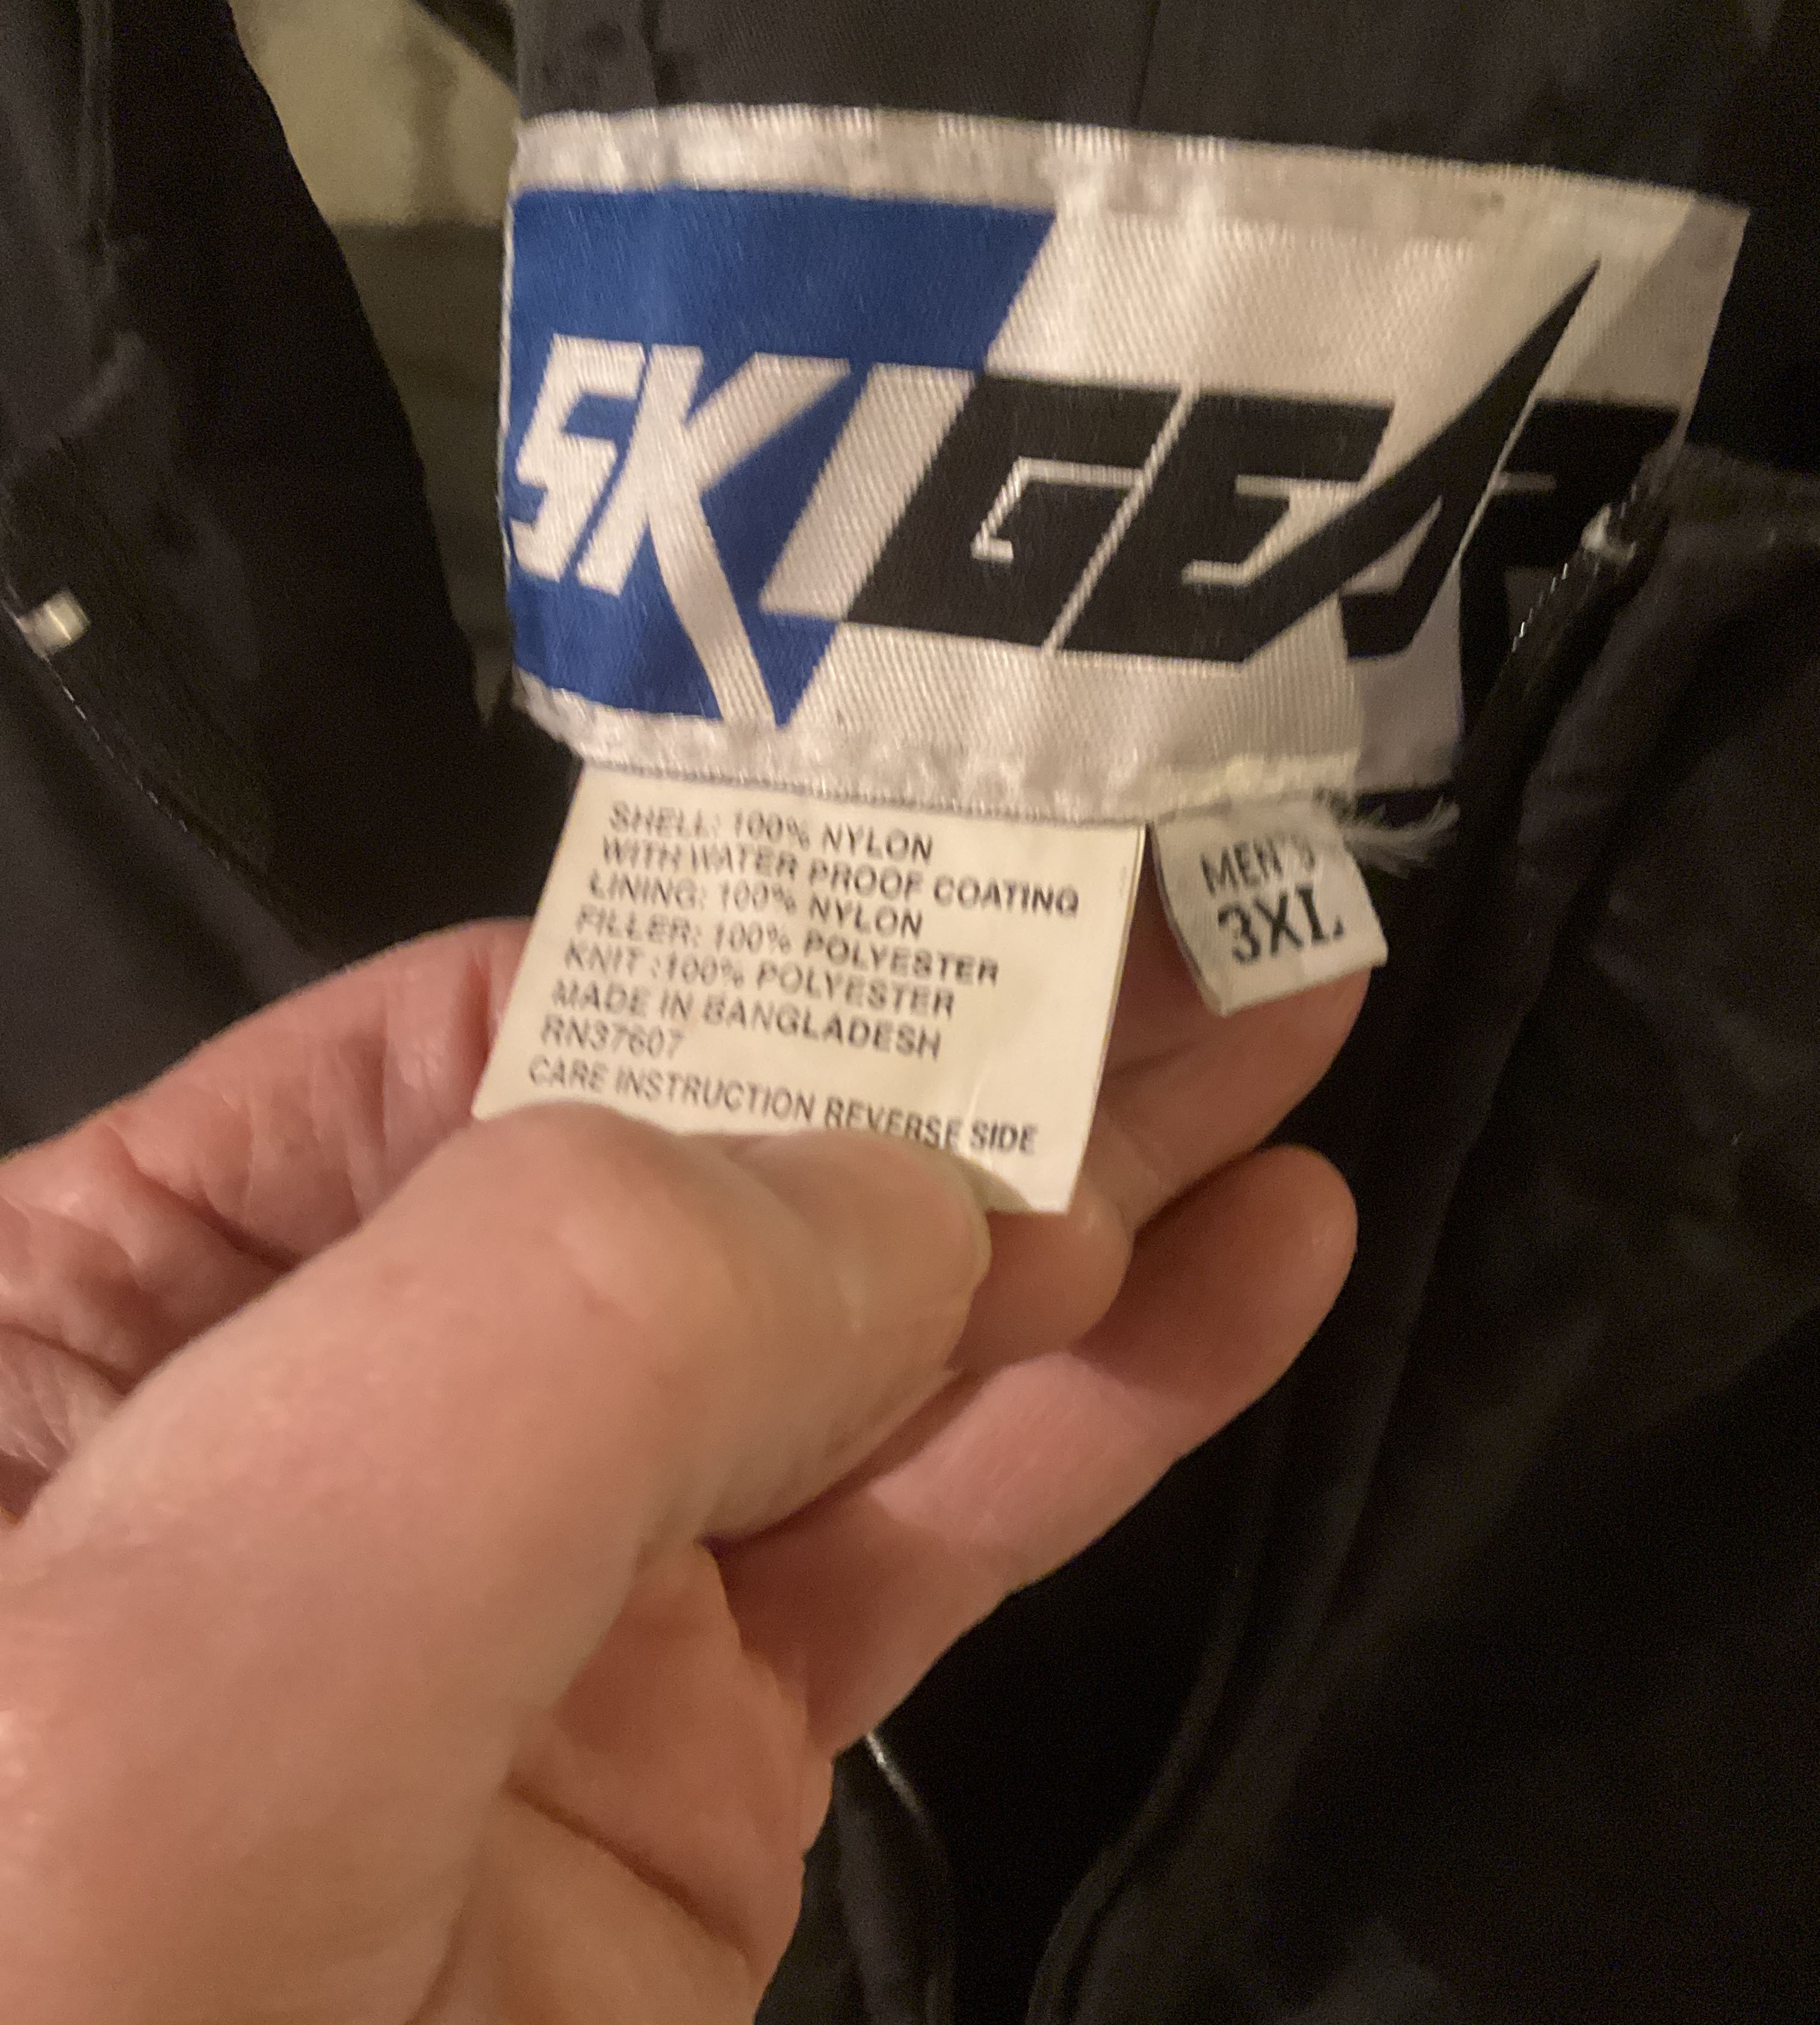 SKI GEAR
SHELL: 100% NYLON
WITH WATER PROOF COATING
LINING: 100% NYLON
FILLER: 100% POLYESTER
KNIT :100% POLYESTER
MADE IN BANGLADESH
RN37607
CARE INSTRUCTION REVERSE SIDE
MEN'S
3XL